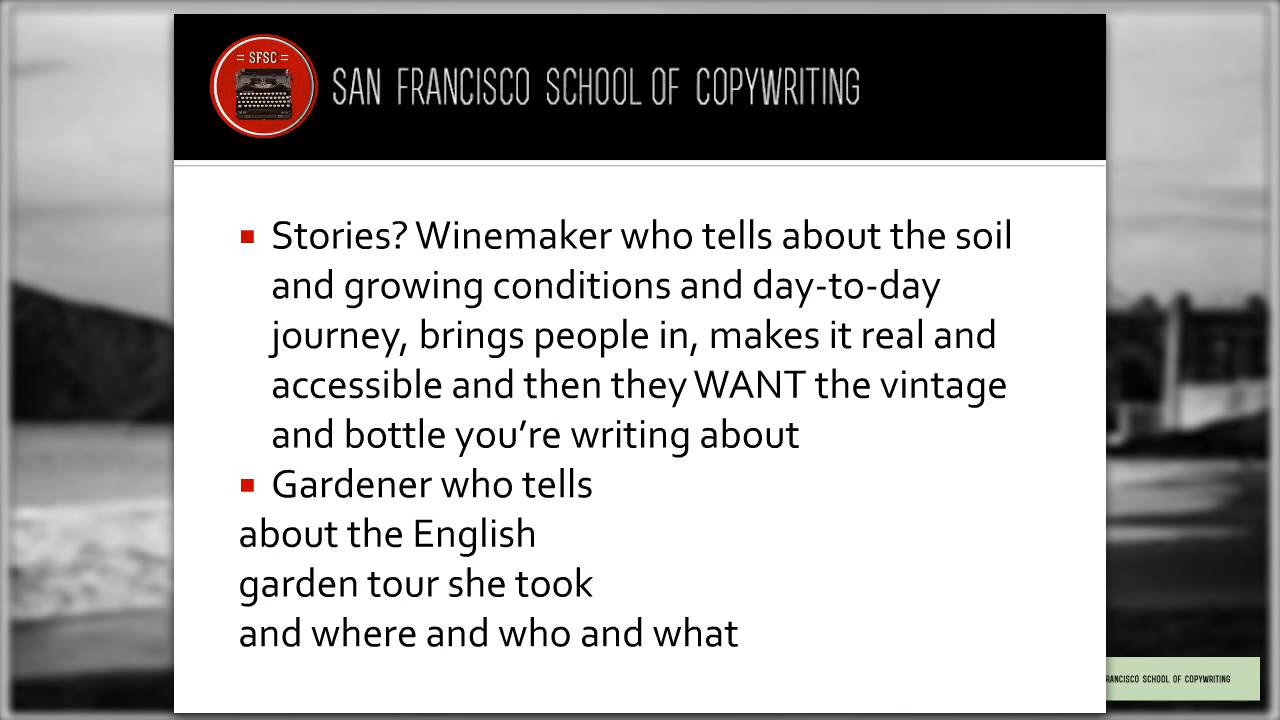 SFSC
SAN FRANCISCO SCHOOL OF COPYWRITING
Stories? Winemaker who tells about the soil
and growing conditions and day-to-day
journey, brings people in, makes it real and
accessible and then they WANT the vintage
and bottle you’re writing about
Gardener who tells
about the English
garden tour she took
and where and who and what
RANCISCO SCHOOL OF COPYWRITING